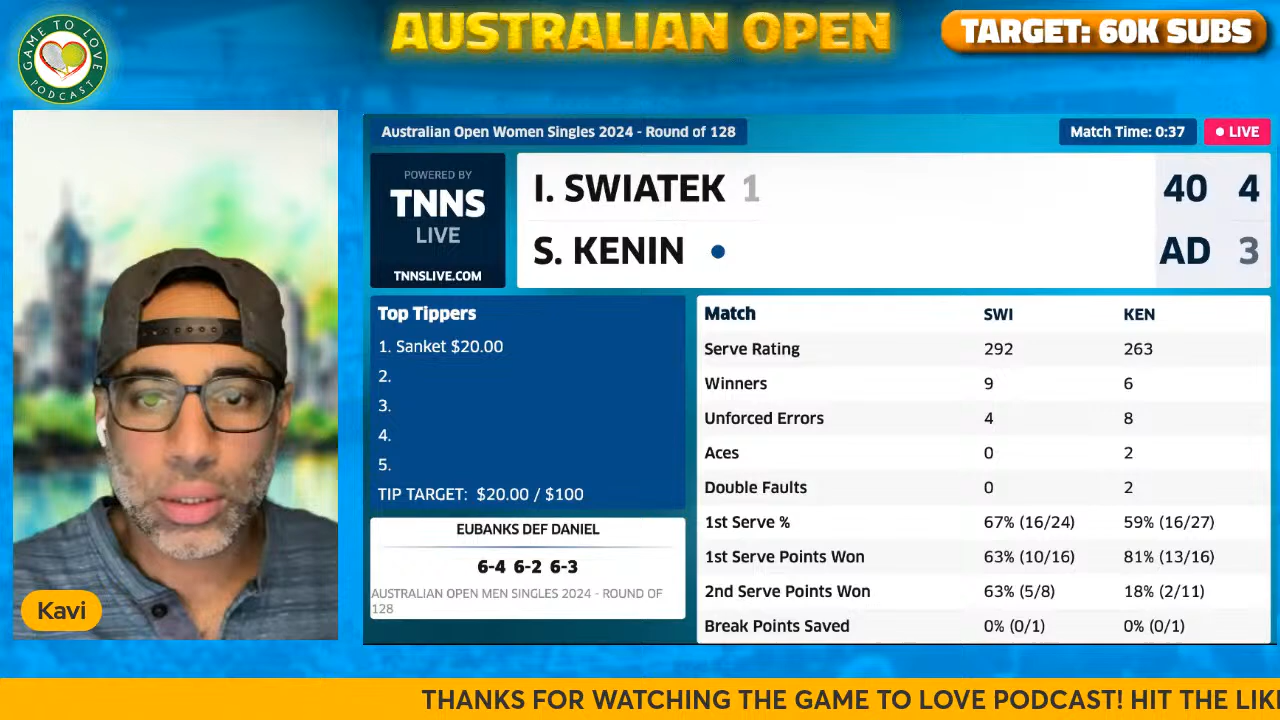 GAME TO LOVE
PODCAST
AUSTRALIAN OPEN
TARGET: 60K SUBS
Australian Open Women Singles 2024 - Round of 128
Match Time: 0:37
LIVE
POWERED BY
TNNS
LIVE
TNNSLIVE.COM
I. SWIATEK 1 40 4
S. KENIN AD 3
Top Tippers
1. Sanket $20.00
2.
3.
4.
5.
TIP TARGET: $20.00 / $100
EUBANKS DEF DANIEL
6-4 6-2 6-3
AUSTRALIAN OPEN MEN SINGLES 2024 - ROUND OF
128
Match SWI KEN
Serve Rating 292 263
Winners 9 6
Unforced Errors 4 8
Aces 0 2
Double Faults 0 2
1st Serve % 67% (16/24) 59% (16/27)
1st Serve Points Won 63% (10/16) 81% (13/16)
2nd Serve Points Won 63% (5/8) 18% (2/11)
Break Points Saved 0% (0/1) 0% (0/1)
Kavi
THANKS FOR WATCHING THE GAME TO LOVE PODCAST! HIT THE LIK